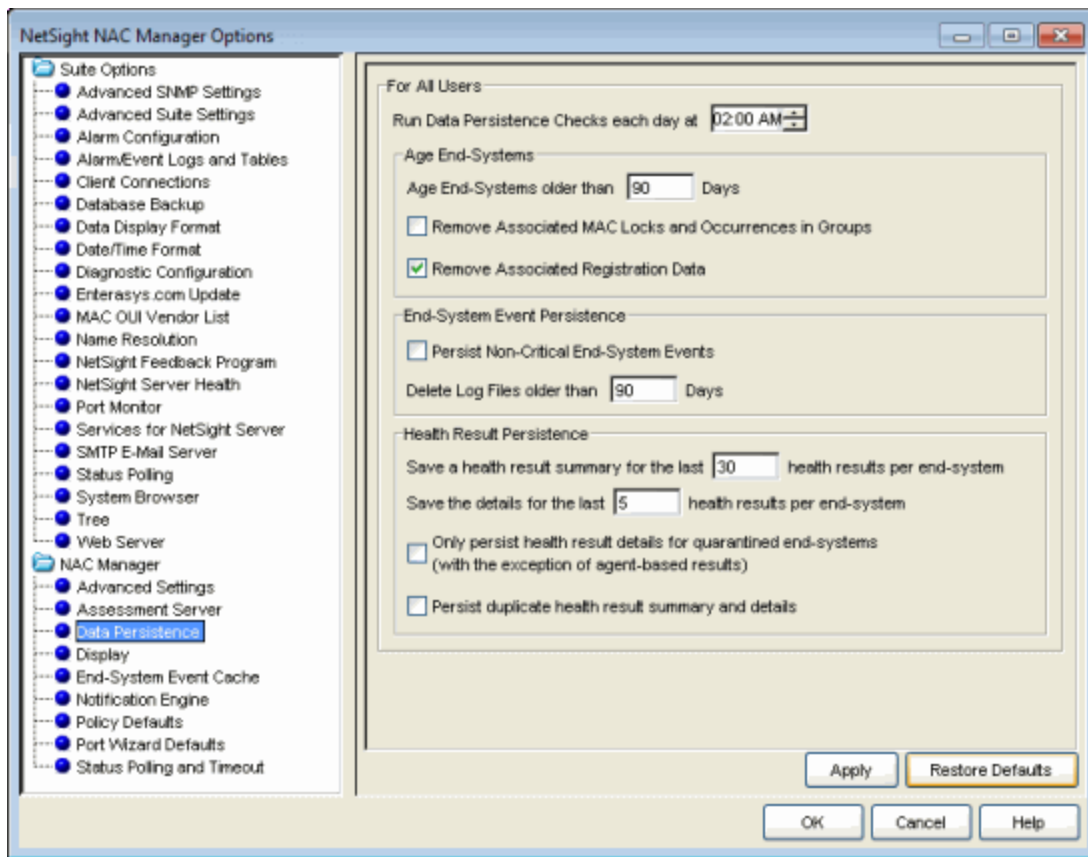 NetSight NAC Manager Options
Suite Options
Advanced SNMP Settings
Advanced Suite Settings
Alarm Configuration
Alarm/Event Logs and Tables
Client Connections
Database Backup
Data Display Format
Date/Time Format
Diagnostic Configuration
Enterasys.com Update
MAC OUI Vendor List
Name Resolution
NetSight Feedback Program
NetSight Server Health
Port Monitor
Services for NetSight Server
SMTP E-Mail Server
Status Polling
System Browser
Tree
Web Server
NAC Manager
Advanced Settings
Assessment Server
Data Persistence
Display
End-System Event Cache
Notification Engine
Policy Defaults
Port Wizard Defaults
Status Polling and Timeout
For All Users
Run Data Persistence Checks each day at 02:00 AM
Age End-Systems
Age End-Systems older than 90 Days
Remove Associated MAC Locks and Occurrences in Groups
Remove Associated Registration Data
End-System Event Persistence
Persist Non-Critical End-System Events
Delete Log Files older than 90 Days
Health Result Persistence
Save a health result summary for the last 30 health results per end-system
Save the details for the last 5 health results per end-system
Only persist health result details for quarantined end-systems
(with the exception of agent-based results)
Persist duplicate health result summary and details
Apply Restore Defaults
OK Cancel Help